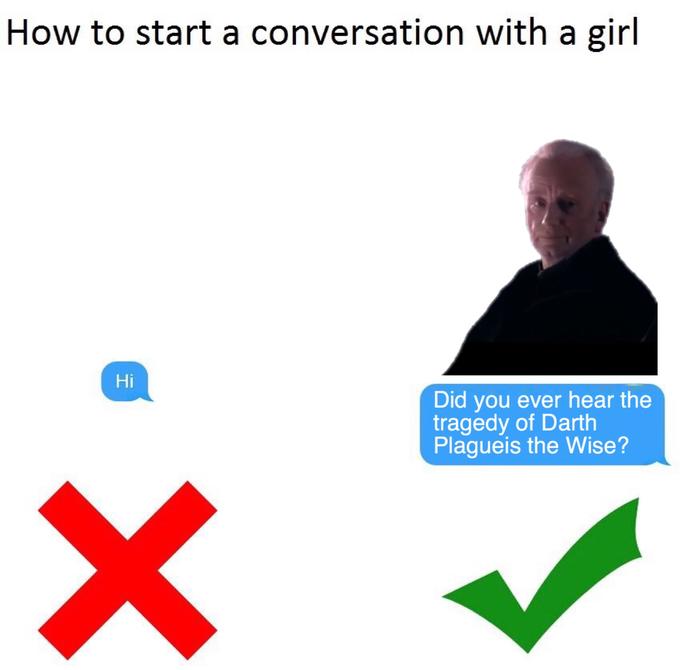 How to start a conversation with a girl
Hi
Did you ever hear the
tragedy of Darth
Plagueis the Wise?